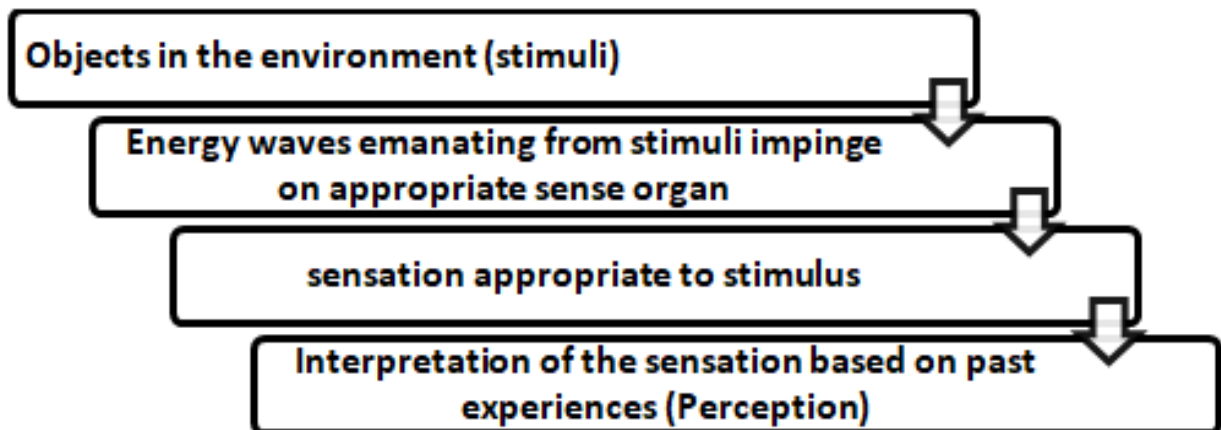 Objects in the environment (stimuli)
Energy waves emanating from stimuli impinge
on appropriate sense organ
sensation appropriate to stimulus
Interpretation of the sensation based on past
experiences (Perception)